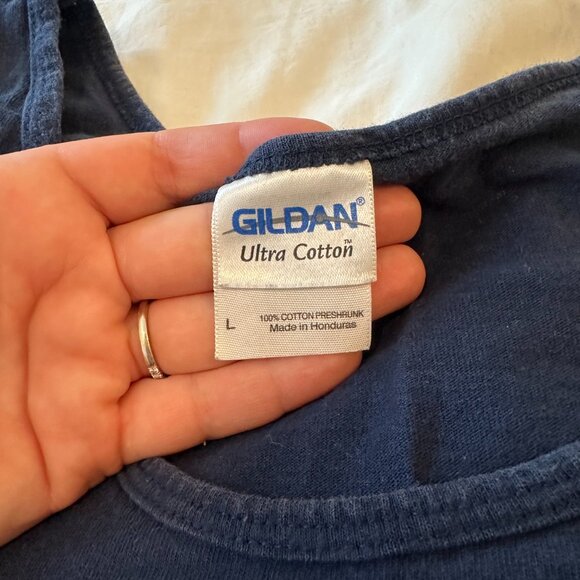 GILDAN®
Ultra Cotton™
L
100% COTTON PRESHRUNK
Made in Honduras